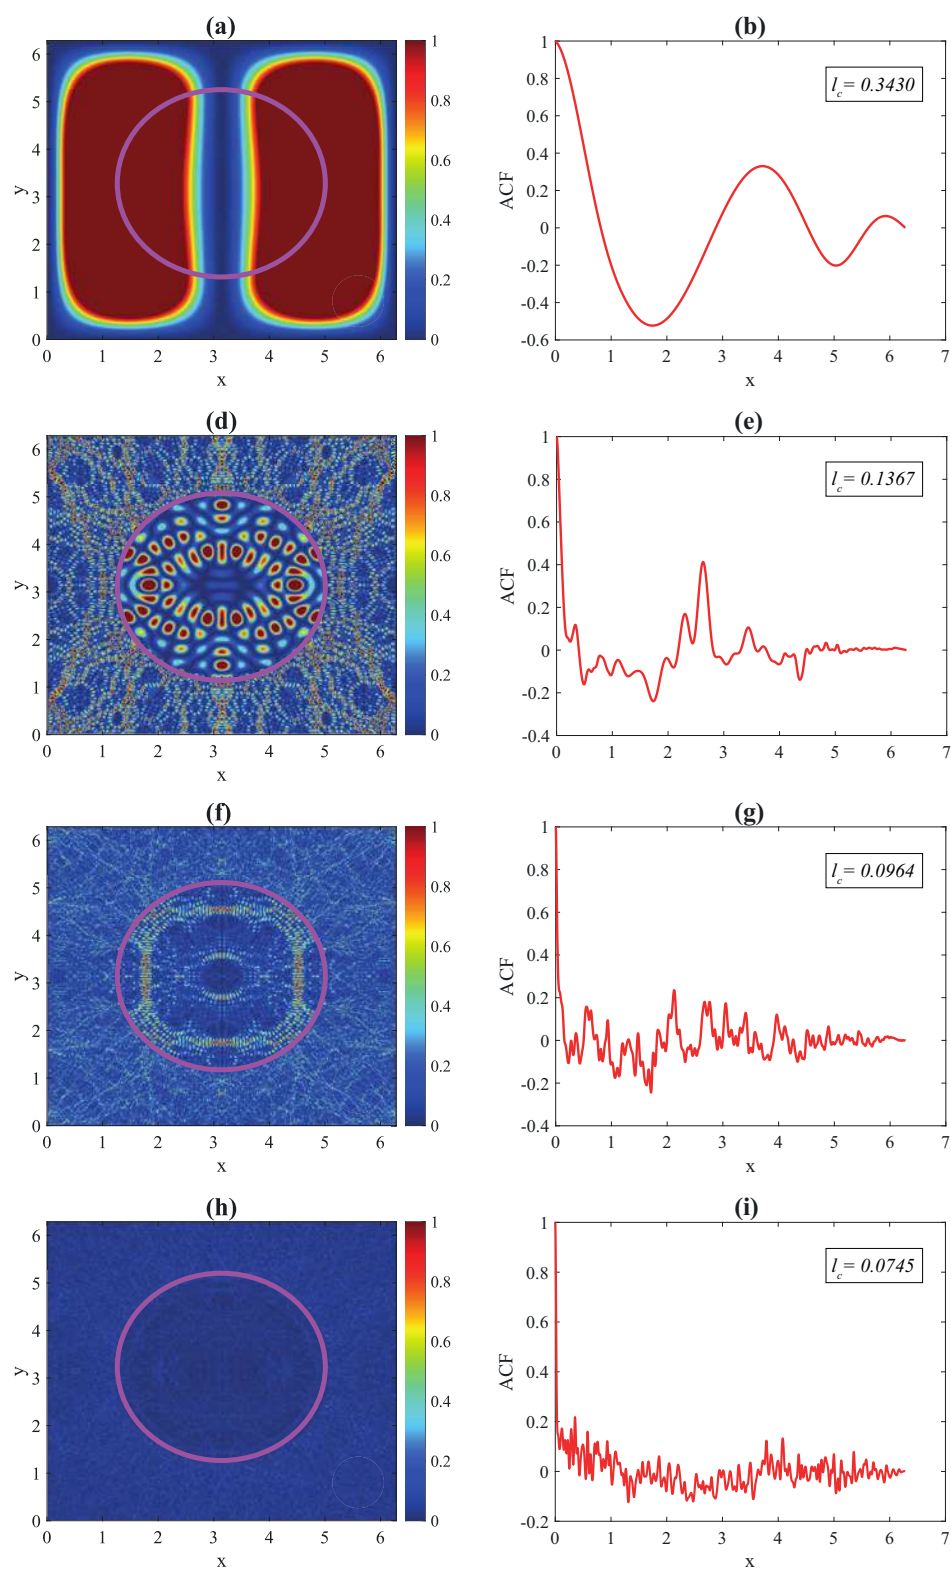 (a)
6
5
4
3
2
1
0
y
0 1 2 3 4 5 6
x
1
0.8
0.6
0.4
0.2
0
(b)
1
0.8
0.6
0.4
0.2
0
-0.2
-0.4
-0.6
ACF
0 1 2 3 4 5 6 7
x
l_c = 0.3430
(d)
6
5
4
3
2
1
0
y
0 1 2 3 4 5 6
x
1
0.8
0.6
0.4
0.2
0
(e)
1
0.8
0.6
0.4
0.2
0
-0.2
-0.4
ACF
0 1 2 3 4 5 6 7
x
l_c = 0.1367
(f)
6
5
4
3
2
1
0
y
0 1 2 3 4 5 6
x
1
0.8
0.6
0.4
0.2
0
(g)
1
0.8
0.6
0.4
0.2
0
-0.2
-0.4
ACF
0 1 2 3 4 5 6 7
x
l_c = 0.0964
(h)
6
5
4
3
2
1
0
y
0 1 2 3 4 5 6
x
1
0.8
0.6
0.4
0.2
0
(i)
1
0.8
0.6
0.4
0.2
0
-0.2
ACF
0 1 2 3 4 5 6 7
x
l_c = 0.0745